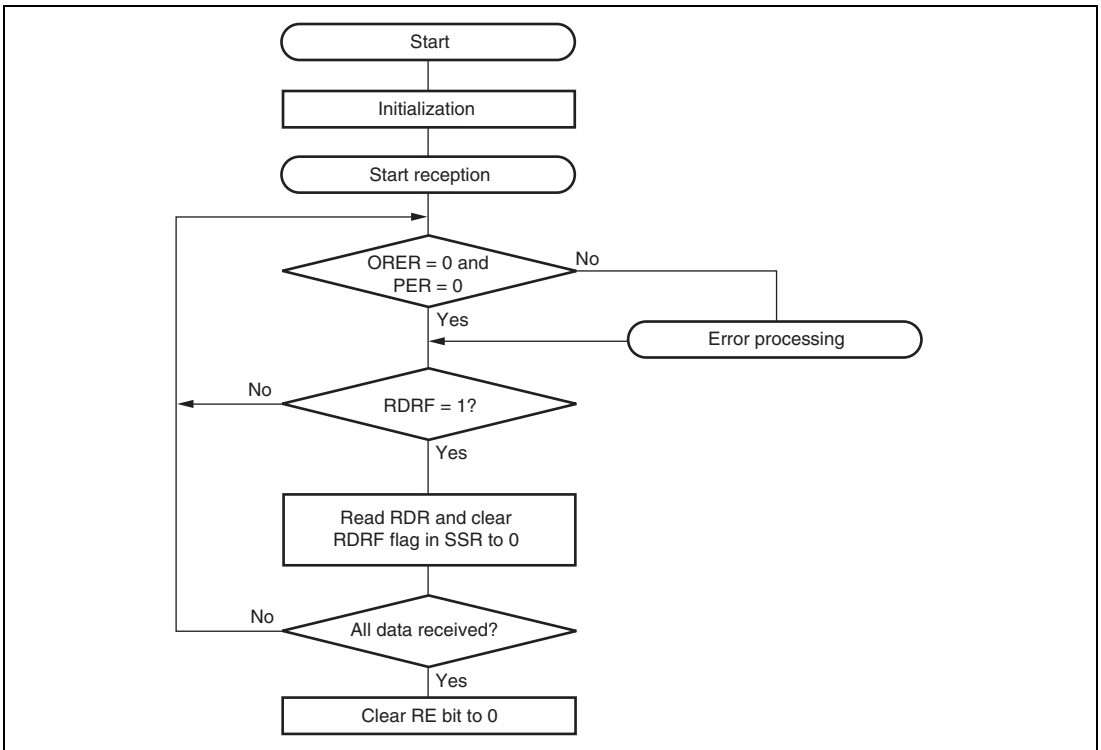 Start
Initialization
Start reception
ORER = 0 and
PER = 0
No
Yes
Error processing
No
RDRF = 1?
Yes
Read RDR and clear
RDRF flag in SSR to 0
No
All data received?
Yes
Clear RE bit to 0